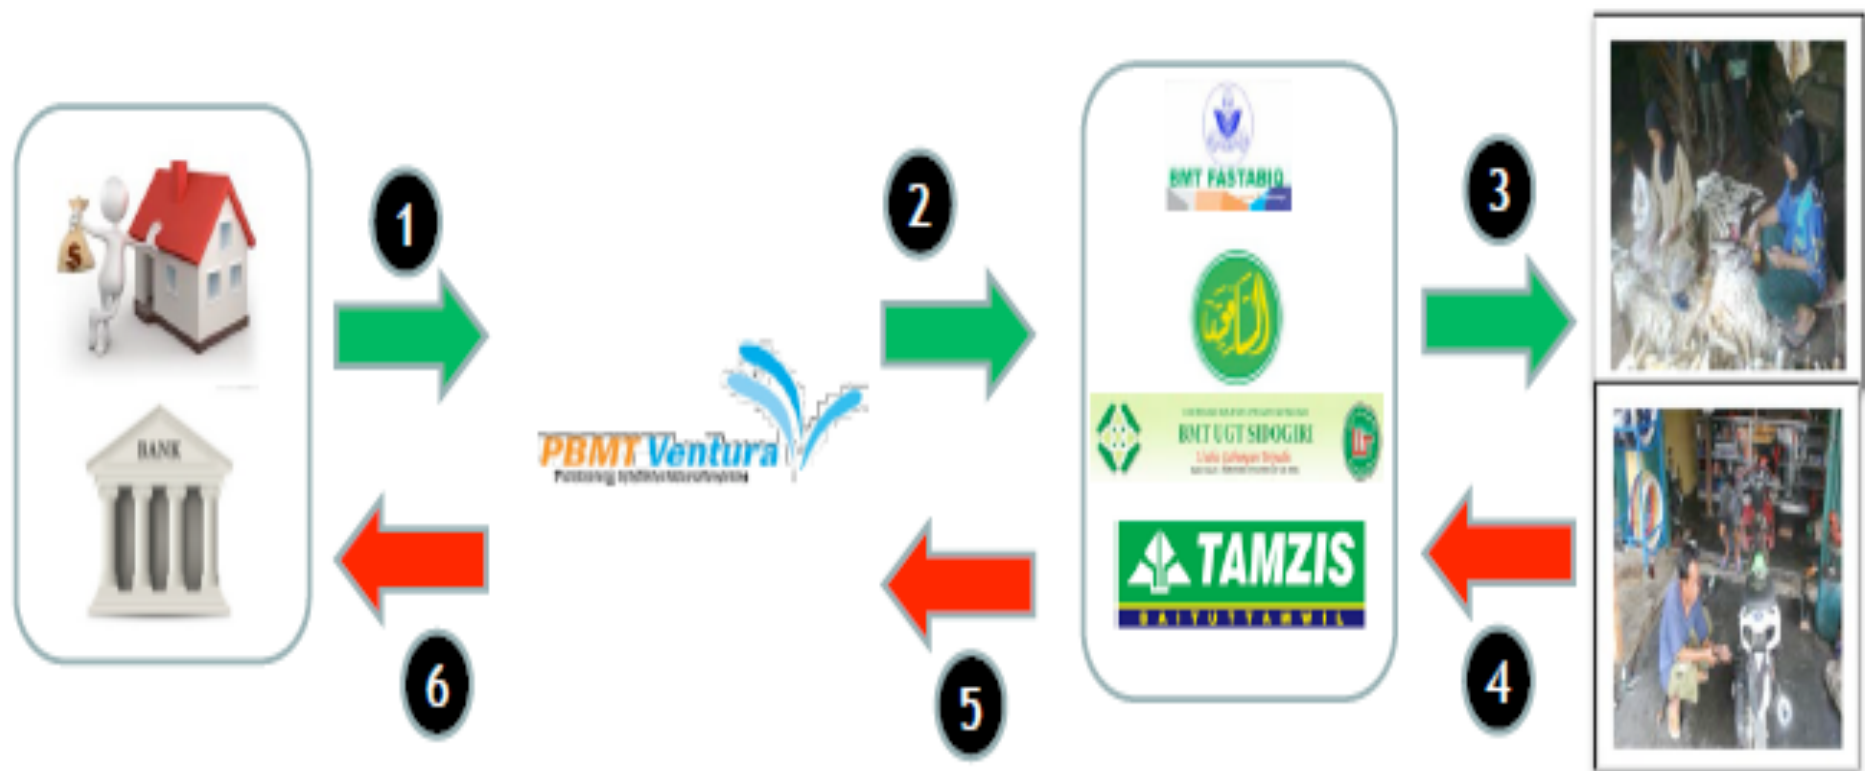 $
BANK
1
6
PBMT Ventura
2
5
BMT FASTABIQ
BMT UGT SIDOGIRI
TAMZIS
BAITUTTAMWIL
3
4